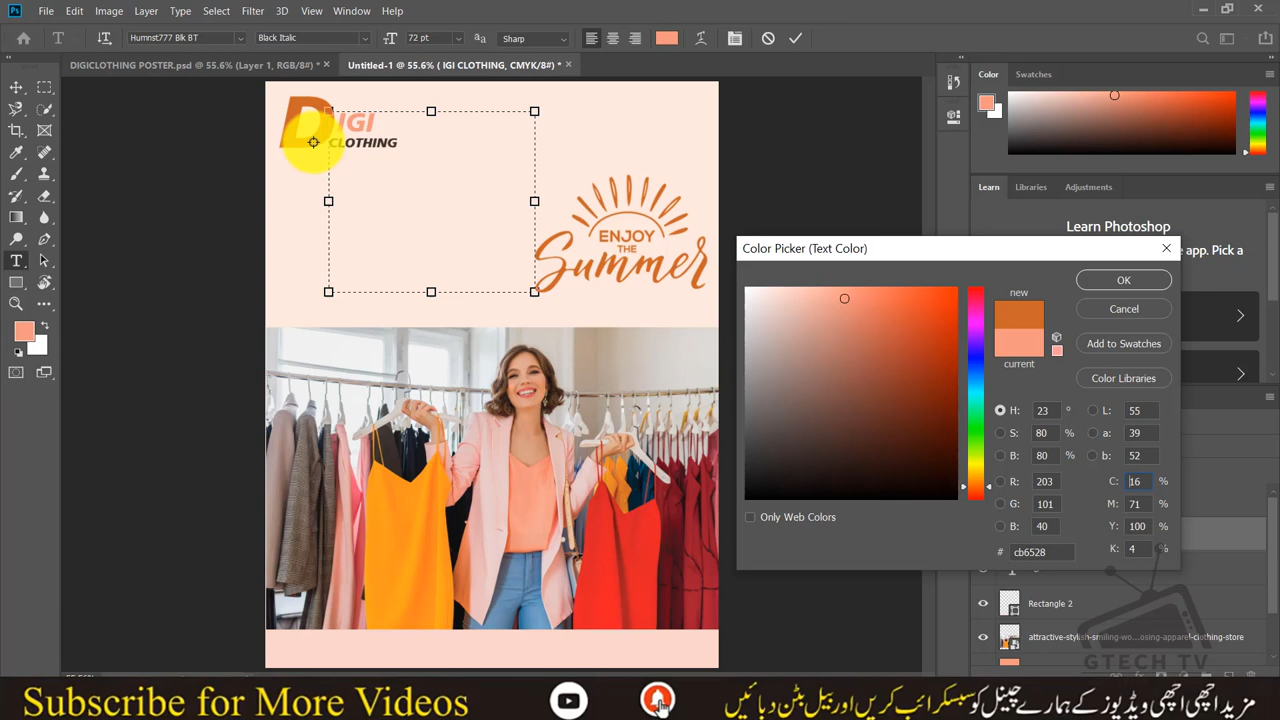 File Edit Image Layer Type Select Filter 3D View Window Help
Humnst777 Blk BT Black Italic 72 pt Sharp
DIGICLOTHING POSTER.psd @ 55.6% (Layer 1, RGB/8#) * Untitled-1 @ 55.6% ( IGI CLOTHING, CMYK/8#) *
Color Swatches
DIGI
CLOTHING
ENJOY
THE
Summer
Learn Libraries Adjustments
Learn Photoshop
app. Pick a
Color Picker (Text Color)
new
current
OK
Cancel
Add to Swatches
Color Libraries
H: 23 ° L: 55
S: 80 % a: 39
B: 80 % b: 52
R: 203 C: 16 %
G: 101 M: 71 %
B: 40 Y: 100 %
# cb6528 K: 4 %
Only Web Colors
Rectangle 2
attractive-stylish-smiling-wo...osing-apparel-clothing-store
GTECH TV
Subscribe for More Videos
مزید اچھی اچھی ویڈیوز کے ہمارے چینل کو سبسکرائب کریں اور بیل بٹن دبائیں